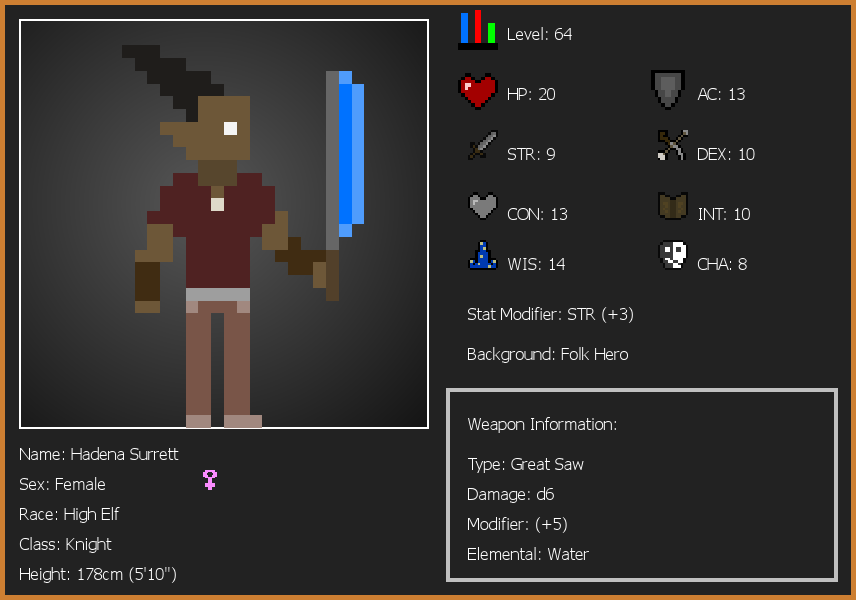 Level: 64
HP: 20
AC: 13
STR: 9
DEX: 10
CON: 13
INT: 10
WIS: 14
CHA: 8
Stat Modifier: STR (+3)
Background: Folk Hero
Weapon Information:
Type: Great Saw
Damage: d6
Modifier: (+5)
Elemental: Water
Name: Hadena Surrett
Sex: Female
Race: High Elf
Class: Knight
Height: 178cm (5'10")